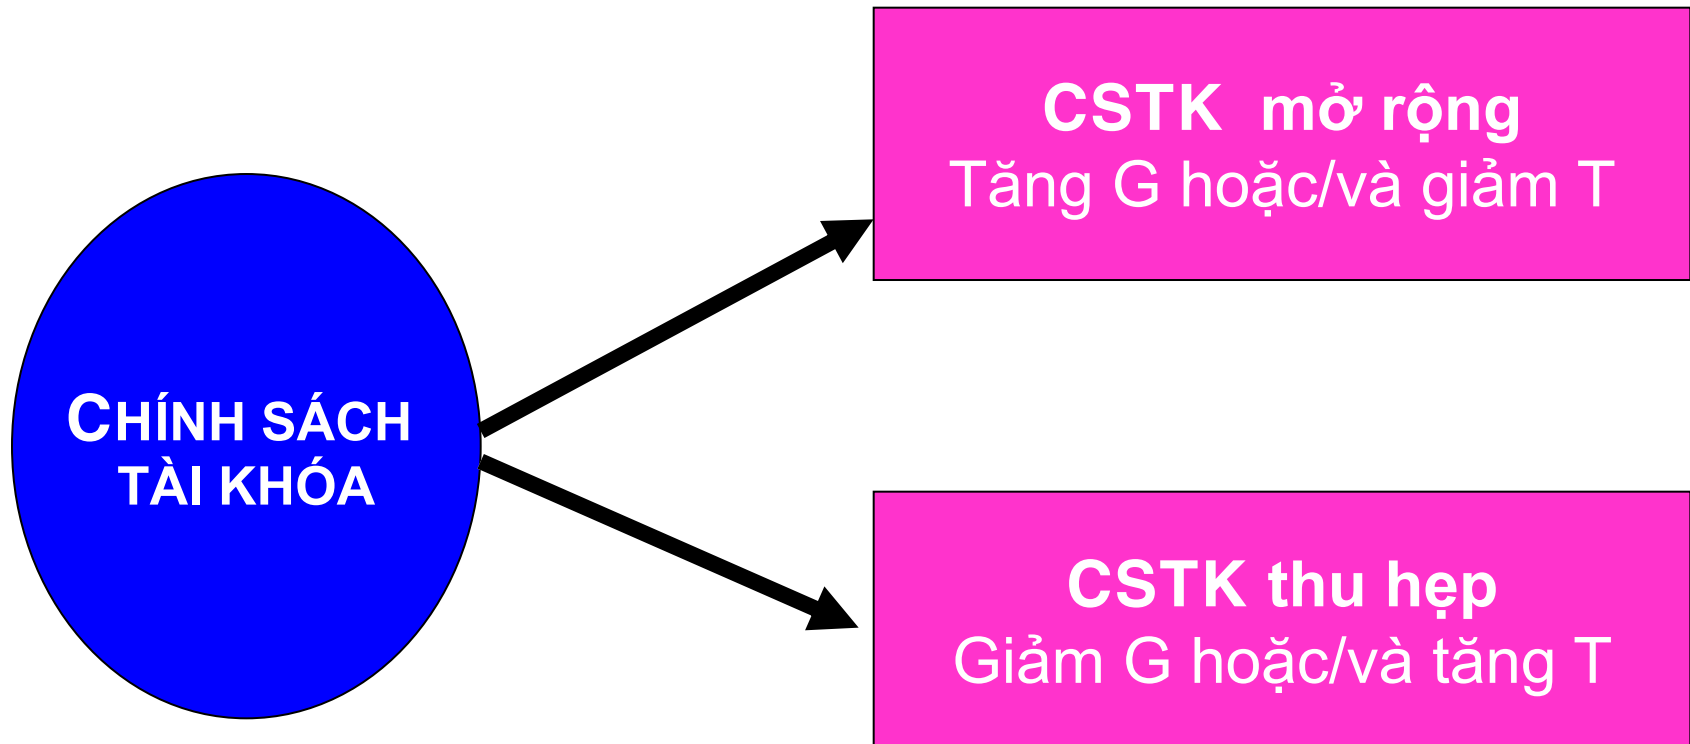 CHÍNH SÁCH
TÀI KHÓA
CSTK mở rộng
Tăng G hoặc/và giảm T
CSTK thu hẹp
Giảm G hoặc/và tăng T